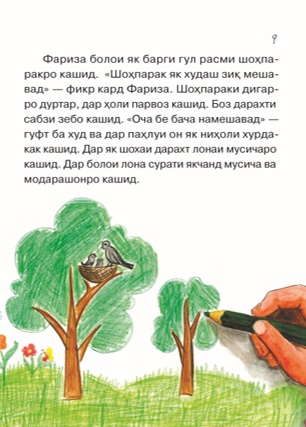 9
Фариза болои як барги гул расми шоҳпа-
ракро кашид. «Шоҳпарак як худаш зиқ меша-
вад» — фикр кард Фариза. Шоҳпараки дигар-
ро дуртар, дар ҳоли парвоз кашид. Боз дарахти
сабзи зебо кашид. «Оча бе бача намешавад» —
гуфт ба худ ва дар паҳлуи он як ниҳоли хурда-
как кашид. Дар як шохаи дарахт лонаи мусичаро
кашид. Дар болои лона сурати якчанд мусича ва
модарашонро кашид.